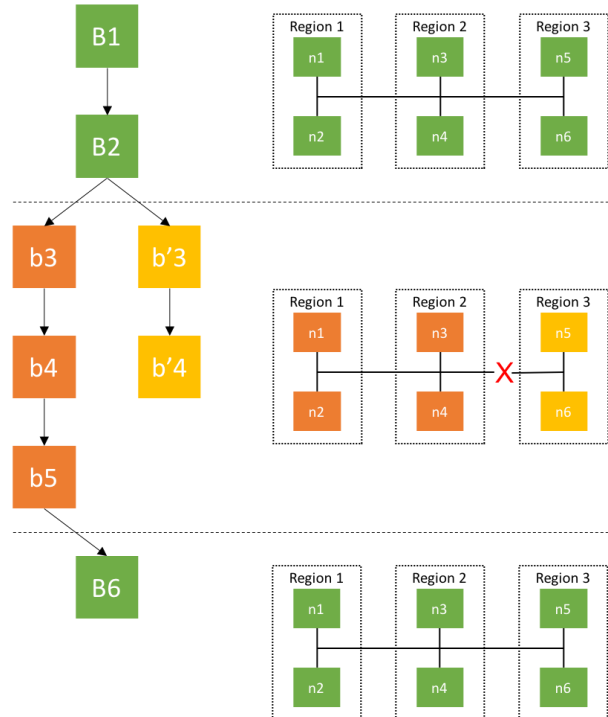 B1
Region 1 Region 2 Region 3
n1 n3 n5
B2
n2 n4 n6
b3 b’3
Region 1 Region 2 Region 3
n1 n3 n5
b4 b’4
X
n2 n4 n6
b5
B6
Region 1 Region 2 Region 3
n1 n3 n5
n2 n4 n6